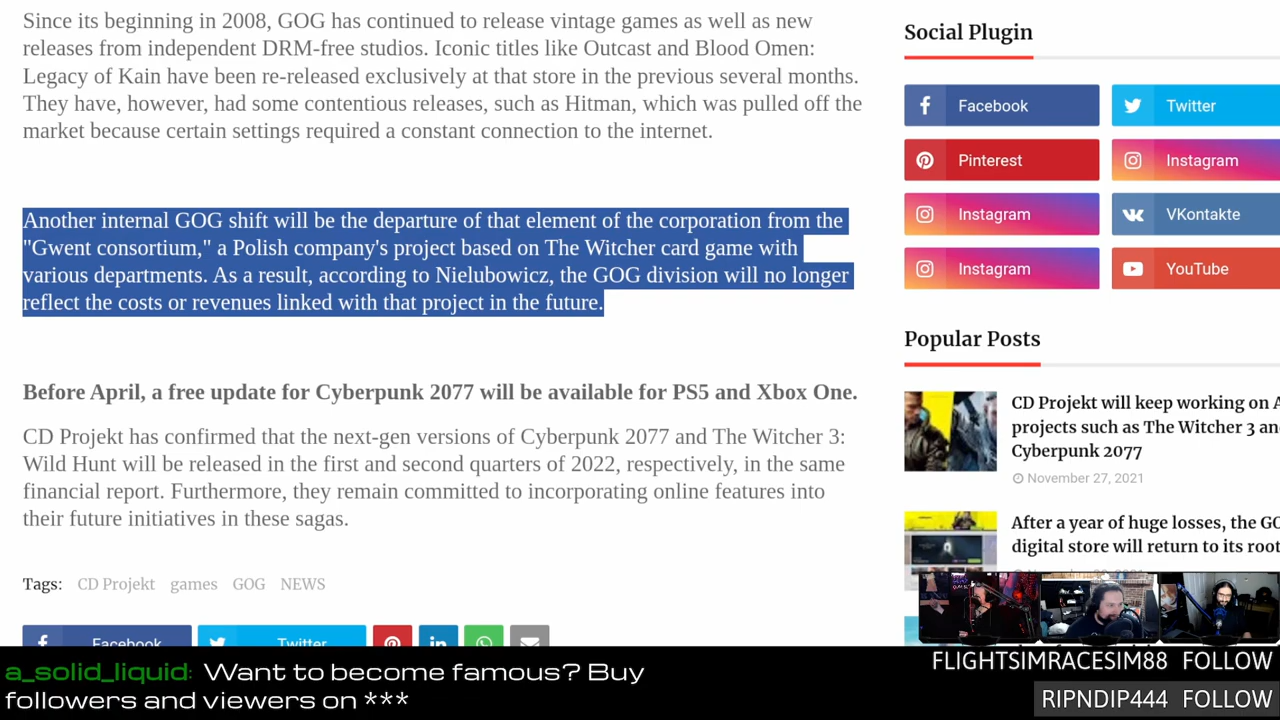 Since its beginning in 2008, GOG has continued to release vintage games as well as new
releases from independent DRM-free studios. Iconic titles like Outcast and Blood Omen:
Legacy of Kain have been re-released exclusively at that store in the previous several months.
They have, however, had some contentious releases, such as Hitman, which was pulled off the
market because certain settings required a constant connection to the internet.
Another internal GOG shift will be the departure of that element of the corporation from the
"Gwent consortium," a Polish company's project based on The Witcher card game with
various departments. As a result, according to Nielubowicz, the GOG division will no longer
reflect the costs or revenues linked with that project in the future.
Before April, a free update for Cyberpunk 2077 will be available for PS5 and Xbox One.
CD Projekt has confirmed that the next-gen versions of Cyberpunk 2077 and The Witcher 3:
Wild Hunt will be released in the first and second quarters of 2022, respectively, in the same
financial report. Furthermore, they remain committed to incorporating online features into
their future initiatives in these sagas.
Tags: CD Projekt games GOG NEWS
Facebook Twitter
Social Plugin
Facebook Twitter
Pinterest Instagram
Instagram VKontakte
Instagram YouTube
Popular Posts
CD Projekt will keep working on A
projects such as The Witcher 3 an
Cyberpunk 2077
November 27, 2021
After a year of huge losses, the GO
digital store will return to its root
a_solid_liquid: Want to become famous? Buy
followers and viewers on ***
FLIGHTSIMRACESIM88 FOLLOW
RIPNDIP444 FOLLOW